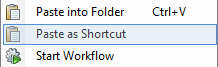 Paste into Folder Ctrl+V
Paste as Shortcut
Start Workflow